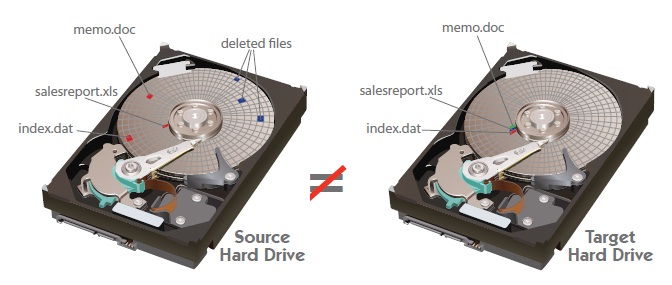 memo.doc
deleted files
salesreport.xls
index.dat
Source
Hard Drive
≠
memo.doc
salesreport.xls
index.dat
Target
Hard Drive